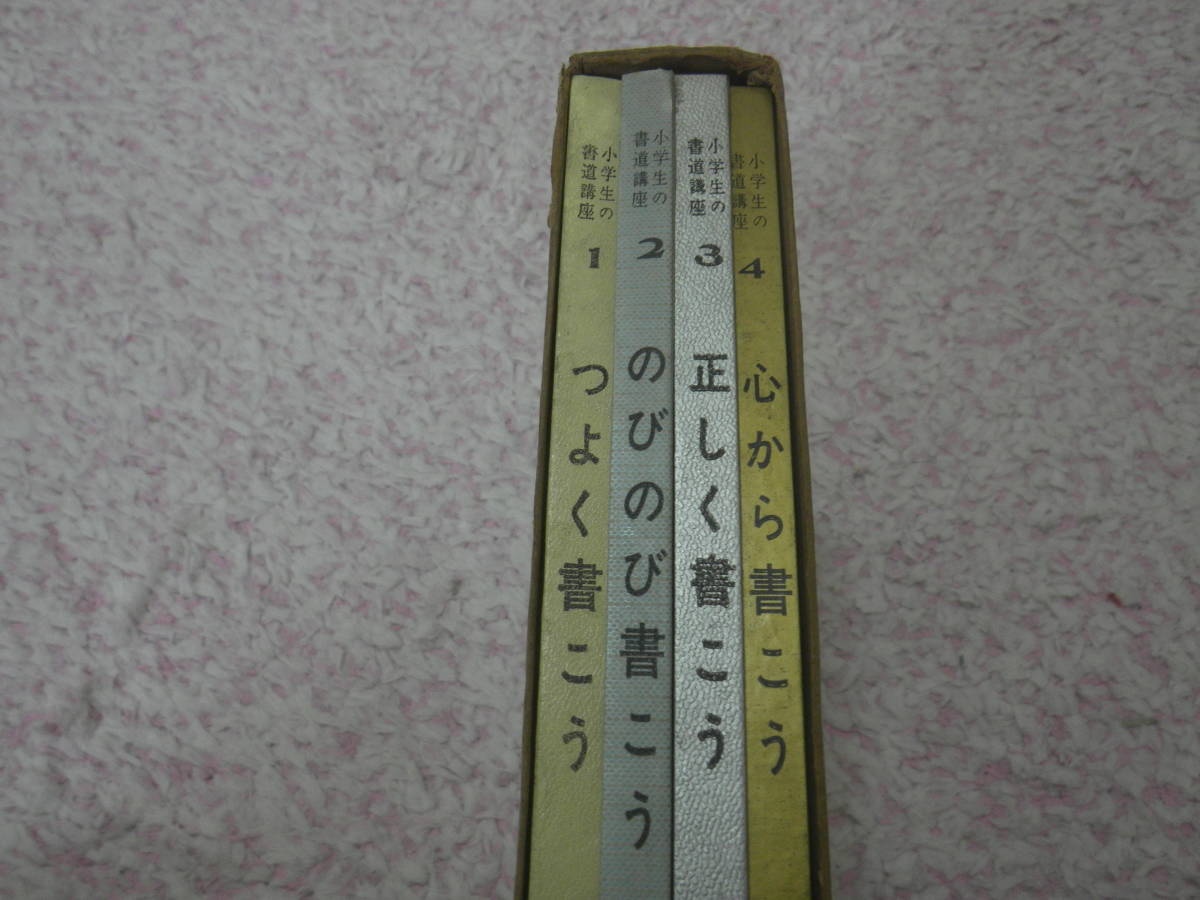 小学生の
書道講座
1
つよく書こう
小学生の
書道講座
2
のびのび書こう
小学生の
書道講座
3
正しく書こう
小学生の
書道講座
4
心から書こう